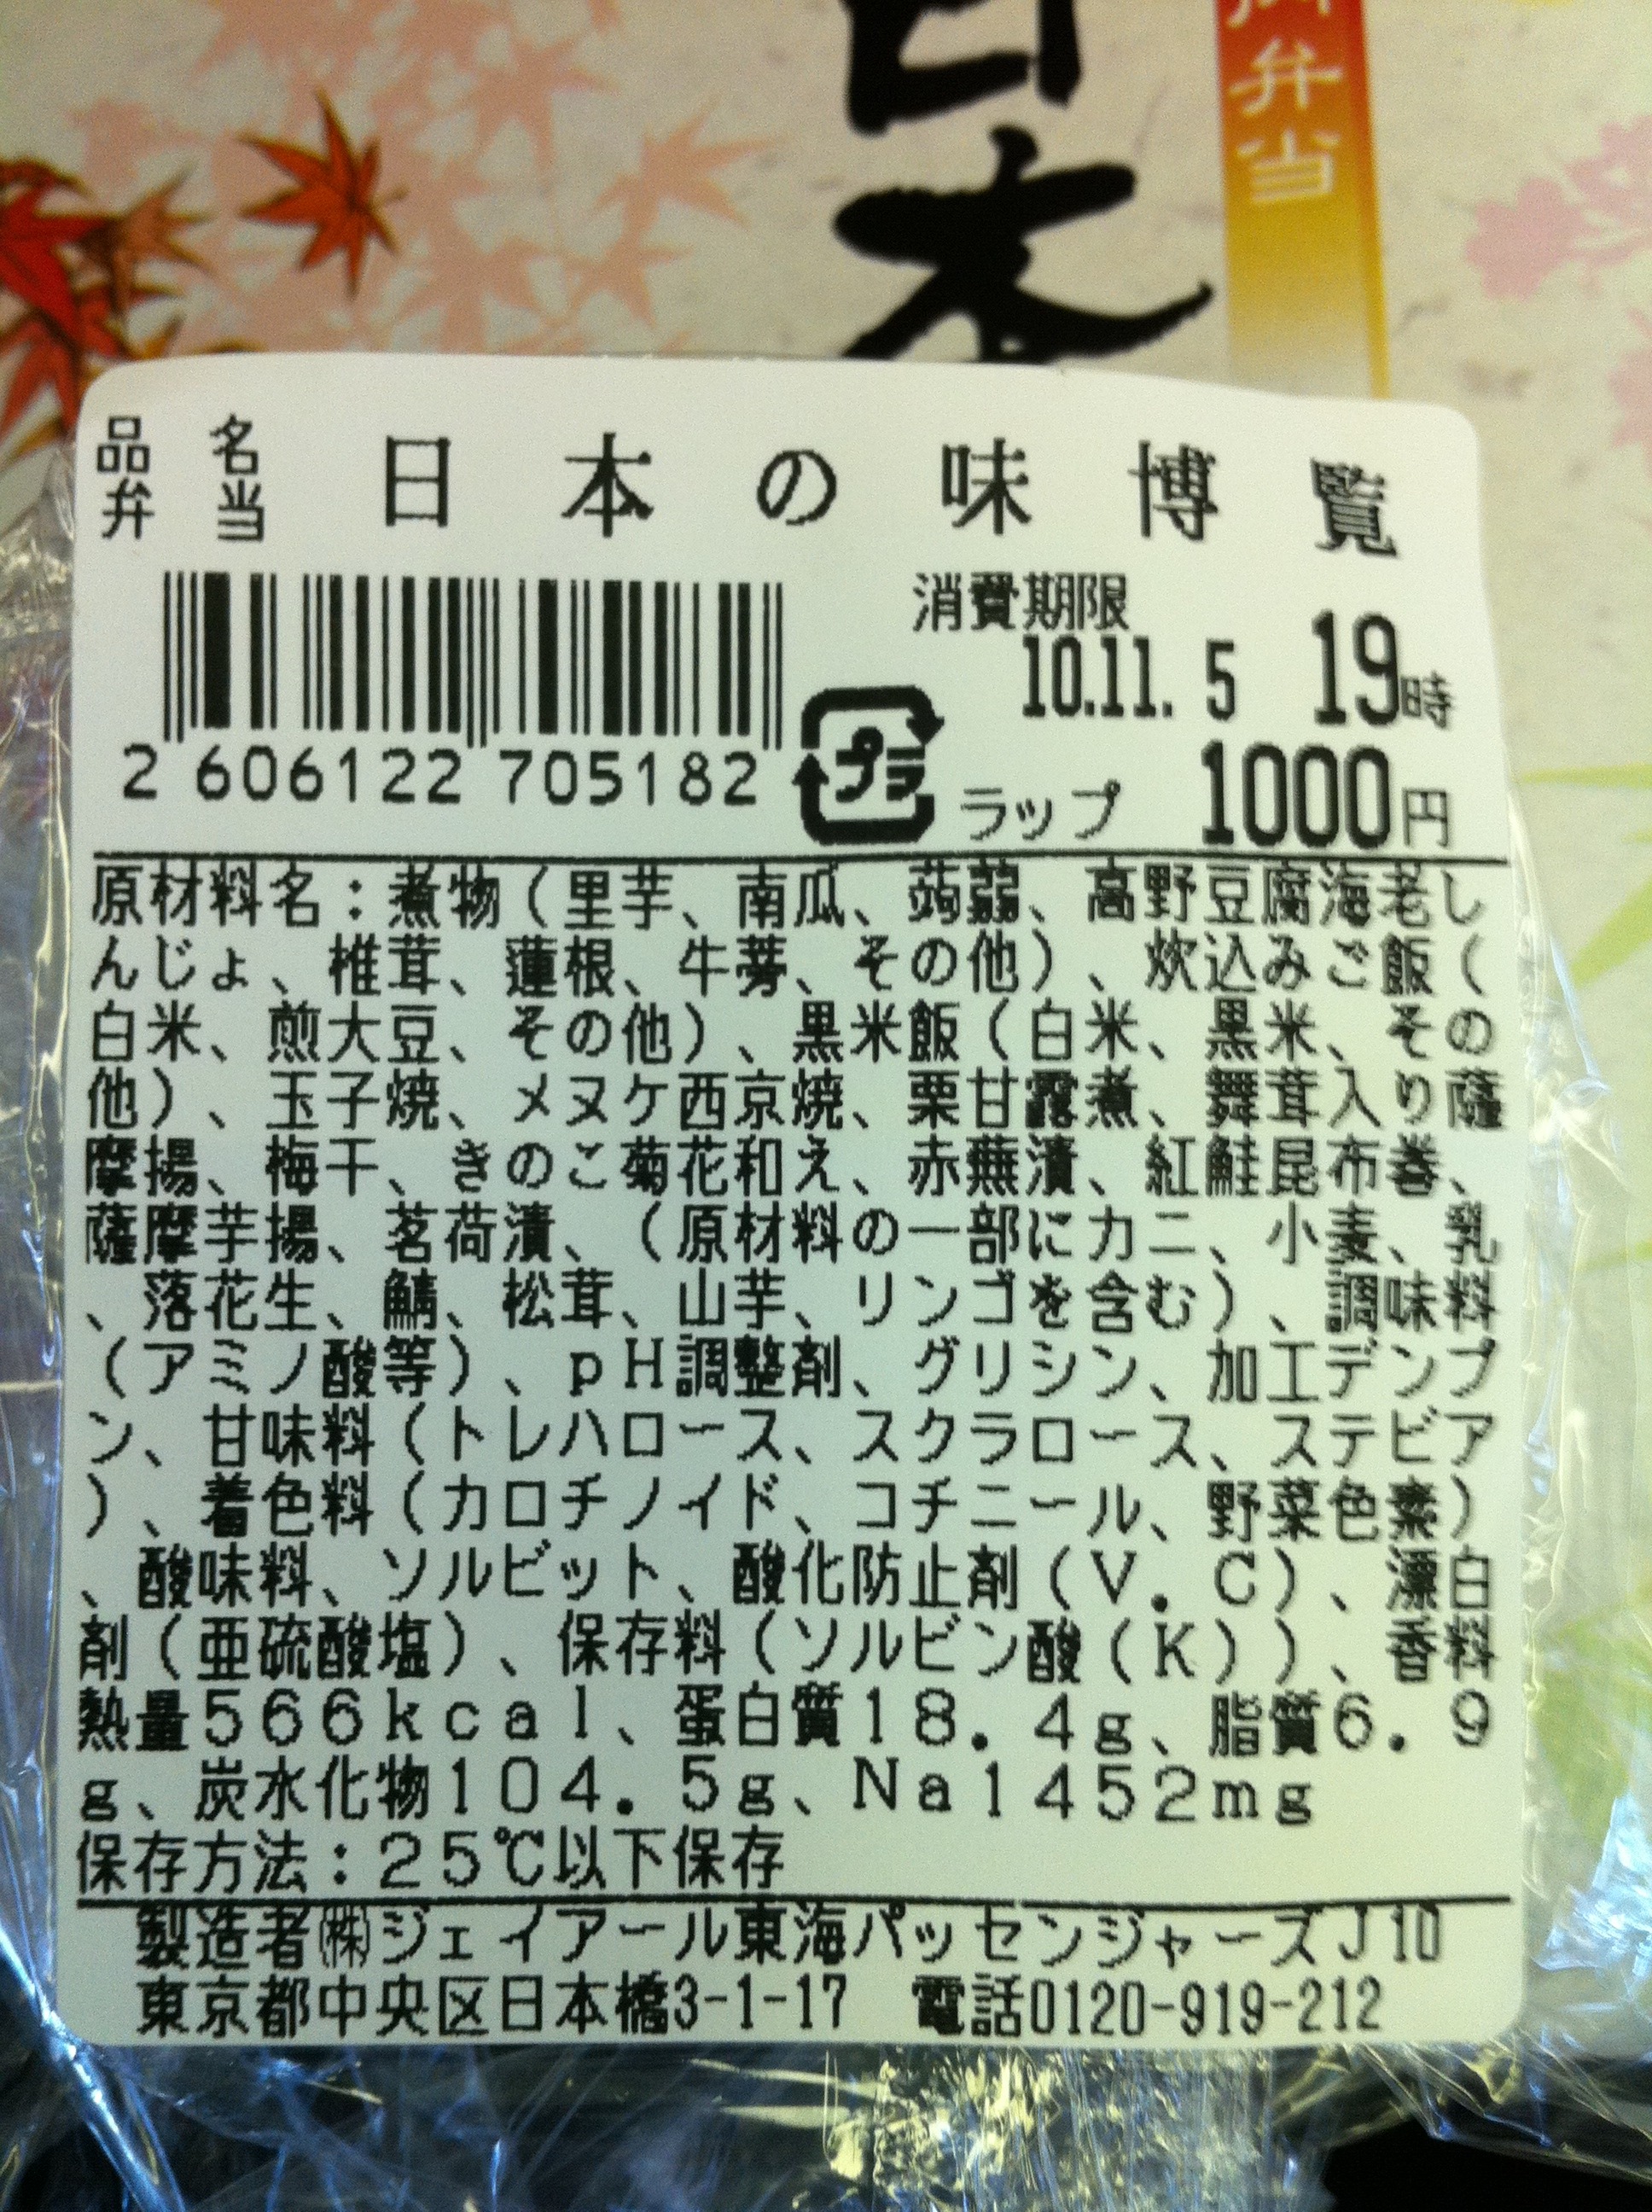 日本
御弁当
品名 日本の味博覧
弁当
消費期限
10.11. 5 19時
2 606122 705182
プラ ラップ 1000円
原材料名：煮物（里芋、南瓜、蒟蒻、高野豆腐海老し
んじょ、椎茸、蓮根、牛蒡、その他）、炊込みご飯（
白米、煎大豆、その他）、黒米飯（白米、黒米、その
他）、玉子焼、メヌケ西京焼、栗甘露煮、舞茸入り薩
摩揚、梅干、きのこ菊花和え、赤蕪漬、紅鮭昆布巻、
薩摩芋揚、茗荷漬、（原材料の一部にカニ、小麦、乳
、落花生、鯖、松茸、山芋、リンゴを含む）、調味料
（アミノ酸等）、ｐＨ調整剤、グリシン、加工デンプ
ン、甘味料（トレハロース、スクラロース、ステビア
）、着色料（カロチノイド、コチニール、野菜色素）
、酸味料、ソルビット、酸化防止剤（Ｖ．Ｃ）、漂白
剤（亜硫酸塩）、保存料（ソルビン酸（Ｋ））、香料
熱量５６６ｋｃａｌ、蛋白質１８．４ｇ、脂質６．９
ｇ、炭水化物１０４．５ｇ、Ｎａ１４５２ｍｇ
保存方法：２５℃以下保存
製造者㈱ジェイアール東海パッセンジャーズＪ10
東京都中央区日本橋3-1-17 電話0120-919-212